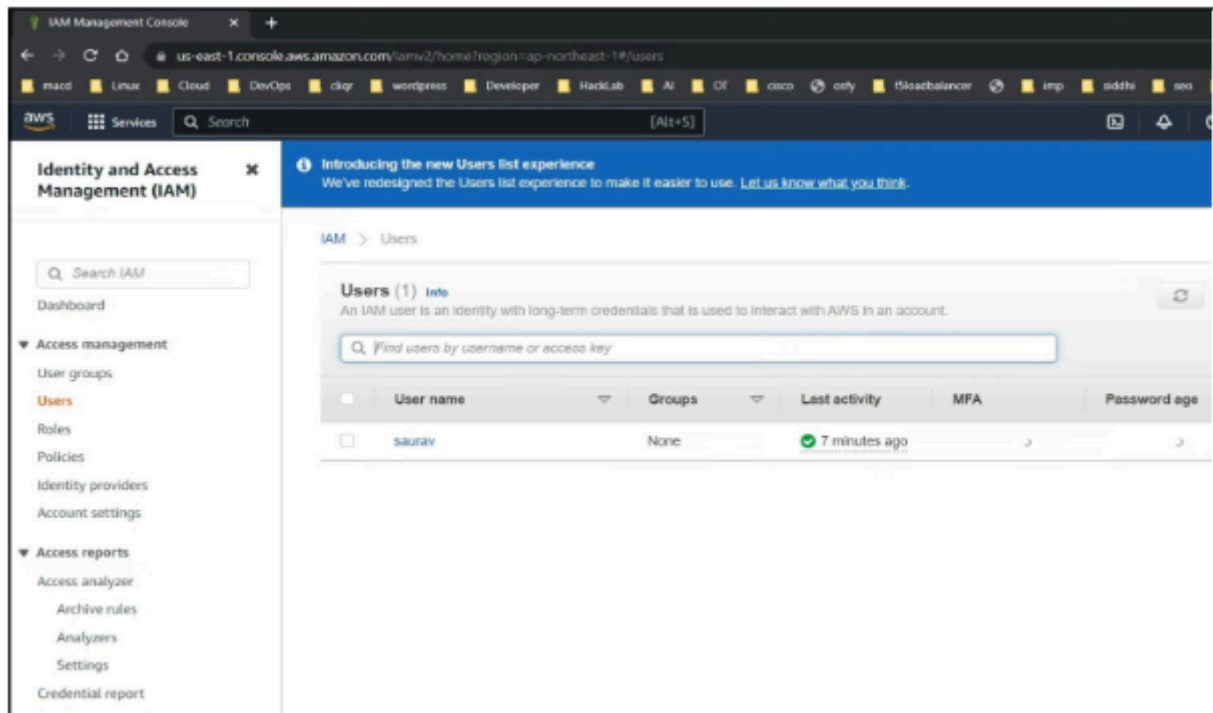 IAM Management Console
us-east-1.console.aws.amazon.com/iamv2/home?region=ap-northeast-1#/users
macd Linux Cloud DevOps cliqr wordpress Developer HackLab AI OT cisco osfy f5loadbalancer imp siddhi seo
aws Services Search [Alt+S]
Identity and Access
Management (IAM)
Introducing the new Users list experience
We've redesigned the Users list experience to make it easier to use. Let us know what you think.
Search IAM
Dashboard
Access management
User groups
Users
Roles
Policies
Identity providers
Account settings
Access reports
Access analyzer
Archive rules
Analyzers
Settings
Credential report
IAM > Users
Users (1) Info
An IAM user is an identity with long-term credentials that is used to interact with AWS in an account.
Find users by username or access key
User name Groups Last activity MFA Password age
saurav None 7 minutes ago